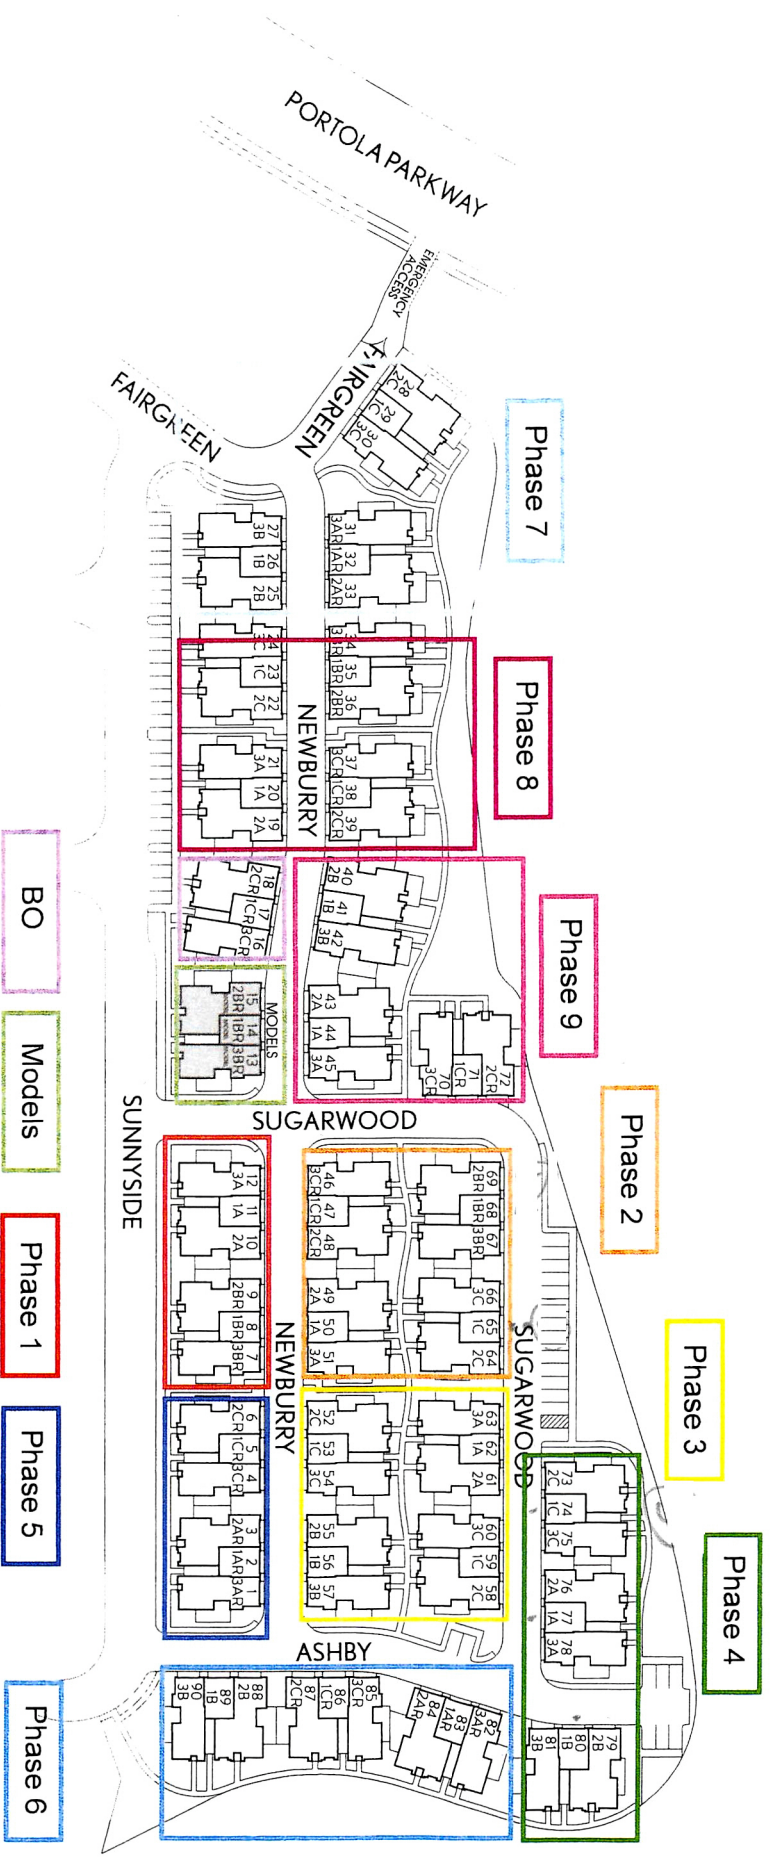 PORTOLA PARKWAY
EMERGENCY
ACCESS
FAIRGREEN
FAIRGREEN
Phase 7
28
2C
29
1C
30
3C
31 32 33
3AR 1AR 2AR
27 26 25
3B 1B 2B
Phase 8
34 35 36
3BR 1BR 2BR
24 23 22
3C 1C 2C
NEWBURRY
37 38 39
3CR 1CR 2CR
21 20 19
3A 1A 2A
Phase 9
40 41 42
2B 1B 3B
18 17 16
2CR 1CR 3CR
BO
43 44 45
2A 1A 3A
72 71 70
2CR 1CR 3CR
MODELS
15 14 13
2BR 1BR 3BR
Models
SUNNYSIDE
SUGARWOOD
Phase 2
69 68 67
2BR 1BR 3BR
46 47 48
3CR 1CR 2CR
66 65 64
3C 1C 2C
49 50 51
2A 1A 3A
12 11 10
3A 1A 2A
9 8 7
2BR 1BR 3BR
Phase 1
NEWBURRY
SUGARWOOD
Phase 3
63 62 61
3A 1A 2A
52 53 54
2C 1C 3C
60 59 58
3C 1C 2C
55 56 57
2B 1B 3B
6 5 4
2CR 1CR 3CR
3 2 1
2AR 1AR 3AR
Phase 5
Phase 4
73 74 75
2C 1C 3C
76 77 78
2A 1A 3A
79 80 81
2B 1B 3B
ASHBY
82 83 84
3AR 1AR 2AR
85 86 87
3CR 1CR 2CR
88 89 90
2B 1B 3B
Phase 6